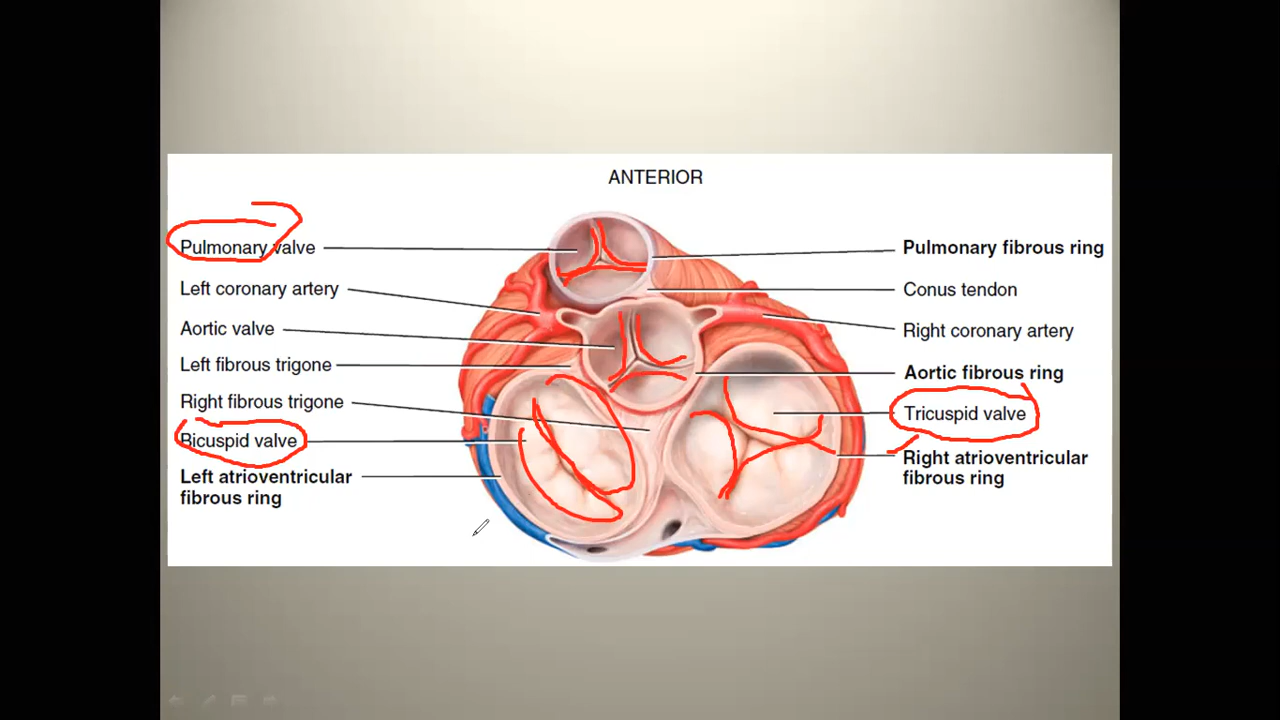 ANTERIOR
Pulmonary valve
Left coronary artery
Aortic valve
Left fibrous trigone
Right fibrous trigone
Bicuspid valve
Left atrioventricular
fibrous ring
Pulmonary fibrous ring
Conus tendon
Right coronary artery
Aortic fibrous ring
Tricuspid valve
Right atrioventricular
fibrous ring